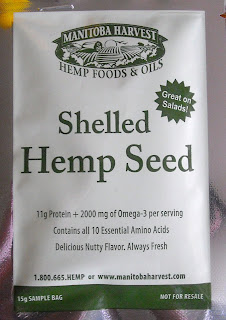 MANITOBA HARVEST
HEMP FOODS & OILS
Great on
Salads!
Shelled
Hemp Seed
11g Protein + 2000 mg of Omega-3 per serving
Contains all 10 Essential Amino Acids
Delicious Nutty Flavor. Always Fresh
1.800.665.HEMP or www.manitobaharvest.com
15g SAMPLE BAG
NOT FOR RESALE